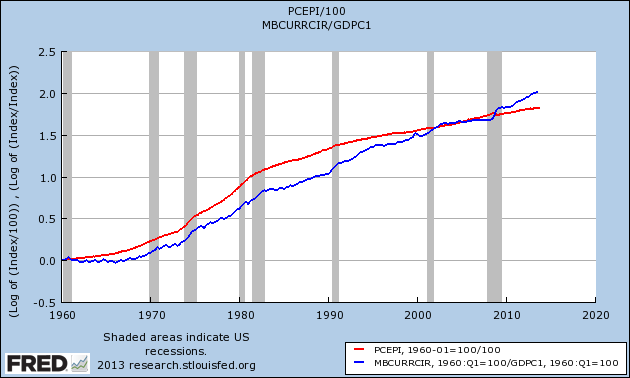 PCEPI/100
MBCURRCIR/GDPC1
(Log of (Index/100)) , (Log of (Index/Index))
2.5
2.0
1.5
1.0
0.5
0.0
-0.5
1960
1970
1980
1990
2000
2010
2020
Shaded areas indicate US
recessions.
2013 research.stlouisfed.org
FRED
PCEPI, 1960-01=100/100
MBCURRCIR, 1960:Q1=100/GDPC1, 1960:Q1=100